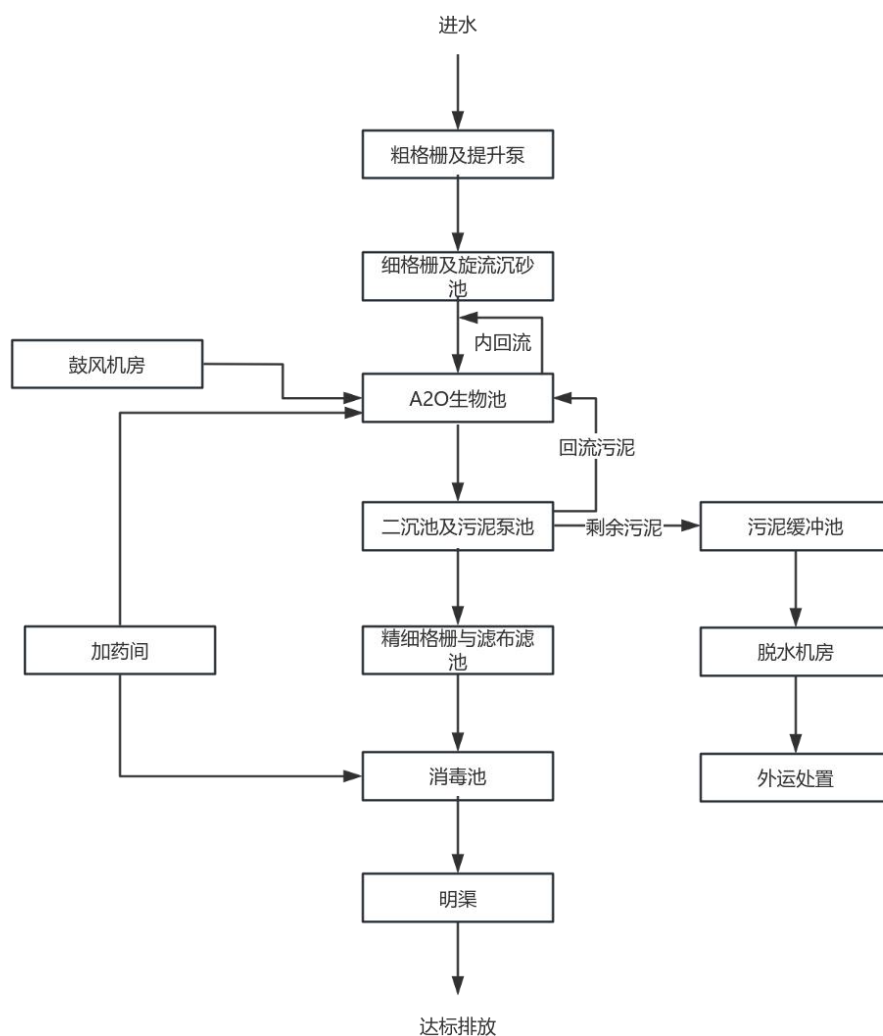 进水
粗格栅及提升泵
细格栅及旋流沉砂
池
内回流
鼓风机房
A2O生物池
回流污泥
二沉池及污泥泵池
剩余污泥
污泥缓冲池
加药间
精细格栅与滤布滤
池
脱水机房
消毒池
外运处置
明渠
达标排放